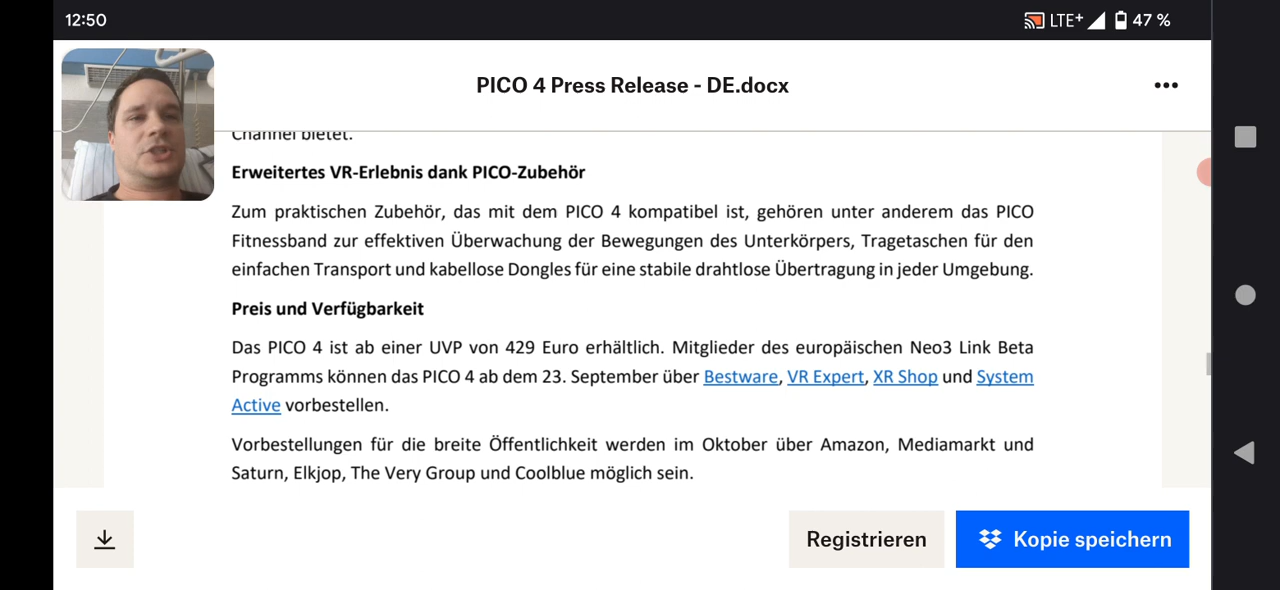 12:50
LTE+ 47 %
PICO 4 Press Release - DE.docx
Channel bietet.
Erweitertes VR-Erlebnis dank PICO-Zubehör
Zum praktischen Zubehör, das mit dem PICO 4 kompatibel ist, gehören unter anderem das PICO
Fitnessband zur effektiven Überwachung der Bewegungen des Unterkörpers, Tragetaschen für den
einfachen Transport und kabellose Dongles für eine stabile drahtlose Übertragung in jeder Umgebung.
Preis und Verfügbarkeit
Das PICO 4 ist ab einer UVP von 429 Euro erhältlich. Mitglieder des europäischen Neo3 Link Beta
Programms können das PICO 4 ab dem 23. September über Bestware, VR Expert, XR Shop und System
Active vorbestellen.
Vorbestellungen für die breite Öffentlichkeit werden im Oktober über Amazon, Mediamarkt und
Saturn, Elkjop, The Very Group und Coolblue möglich sein.
Registrieren
Kopie speichern